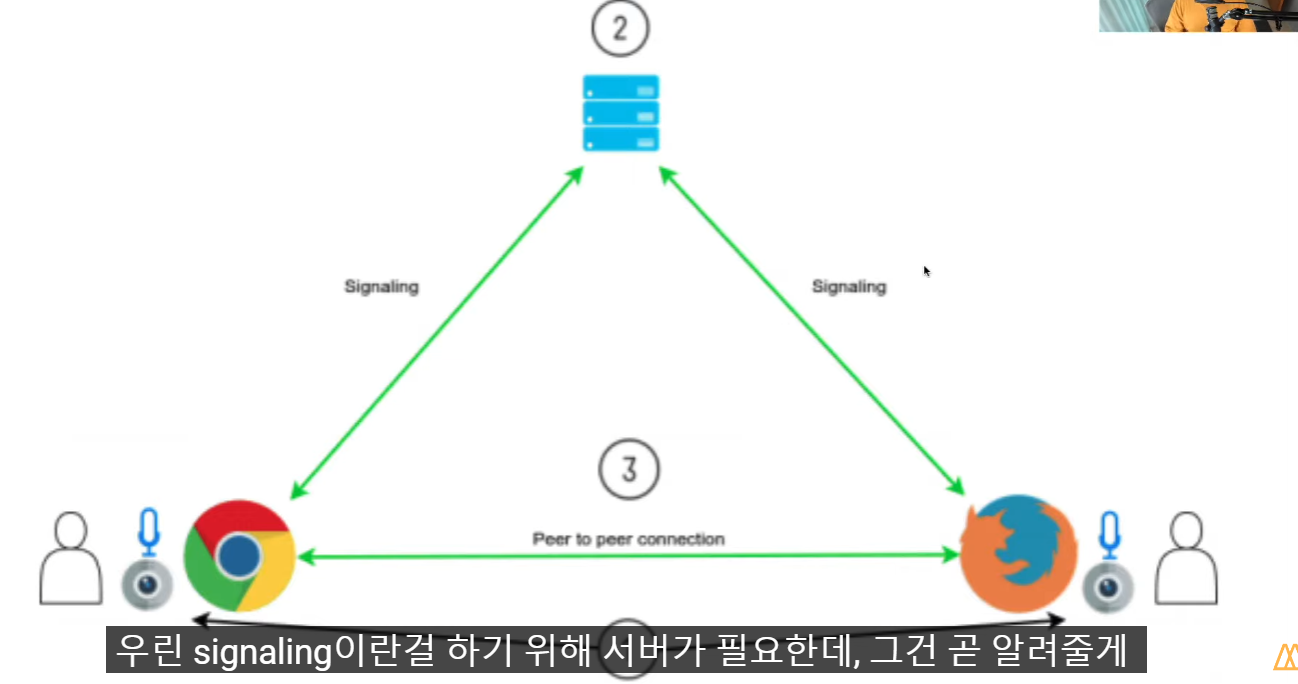 2
Signaling
Signaling
3
Peer to peer connection
우린 signaling이란걸 하기 위해 서버가 필요한데, 그건 곧 알려줄게